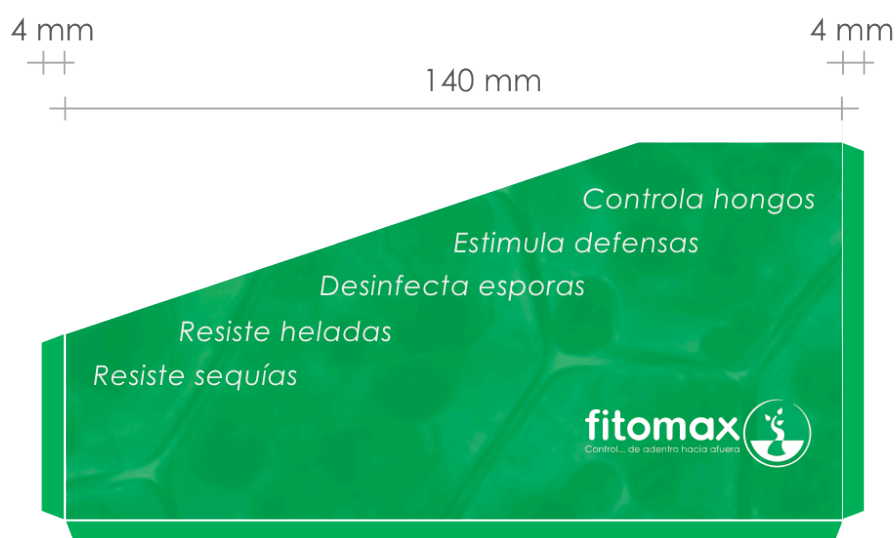 4 mm
4 mm
140 mm
Controla hongos
Estimula defensas
Desinfecta esporas
Resiste heladas
Resiste sequías
fitomax
Control... de adentro hacia afuera